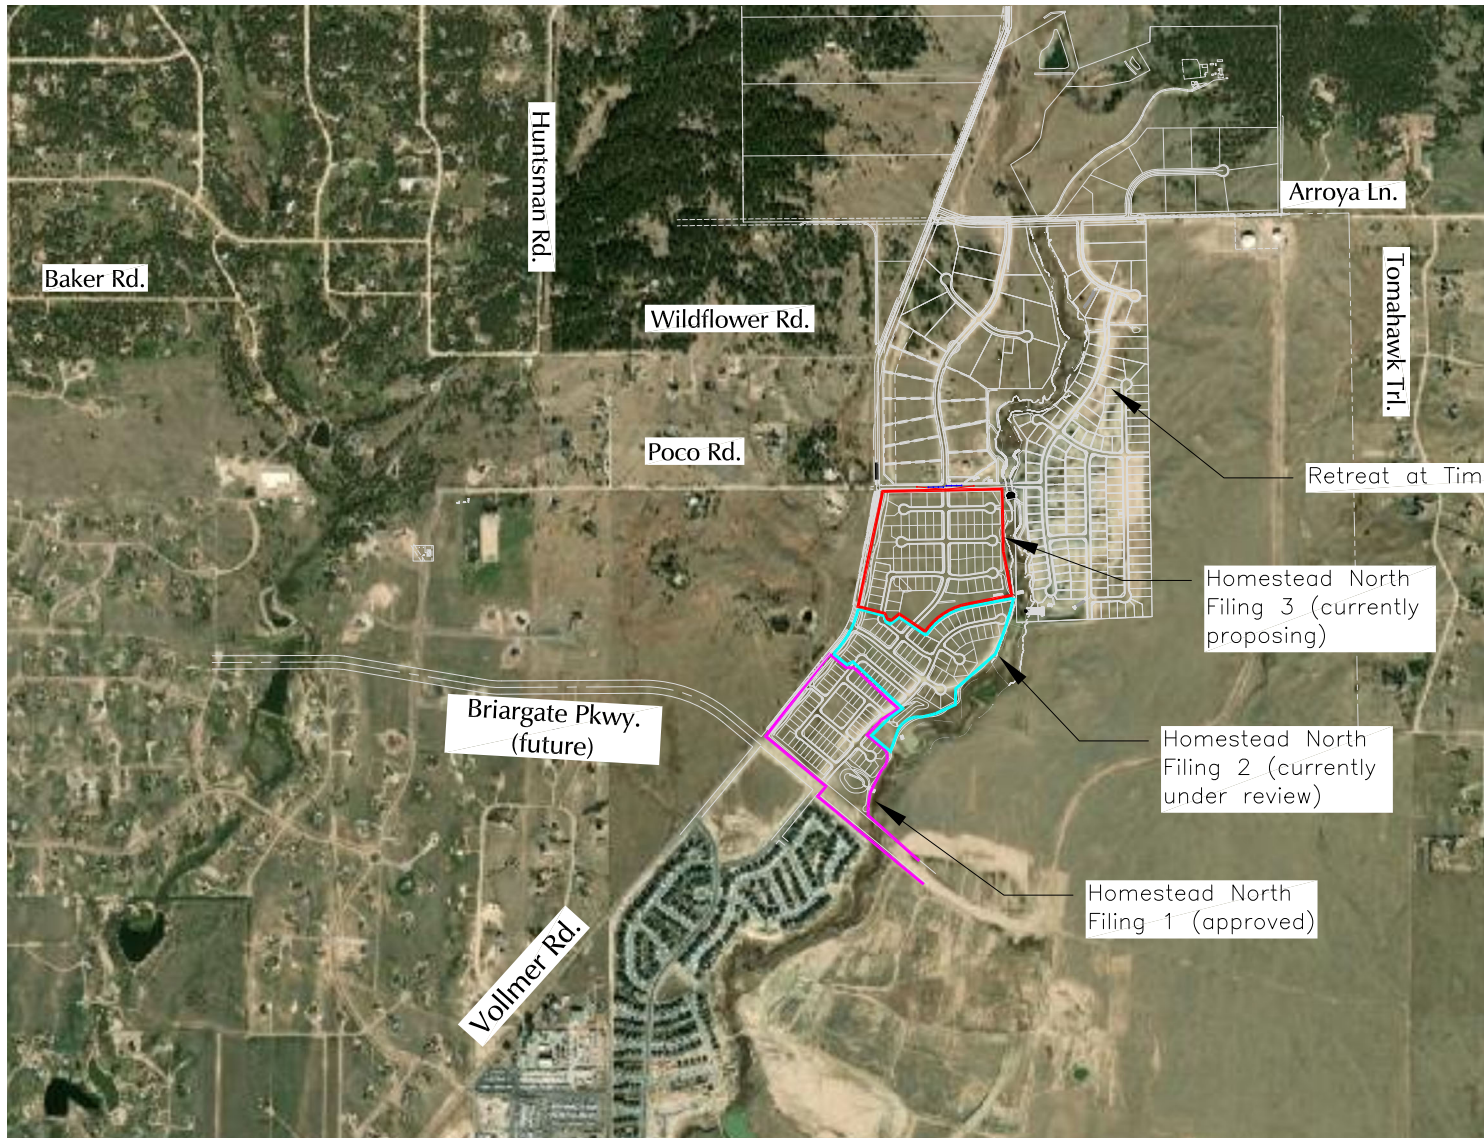 Huntsman Rd.
Arroya Ln.
Baker Rd.
Wildflower Rd.
Tomahawk Trl.
Poco Rd.
Retreat at Tim
Homestead North
Filing 3 (currently
proposing)
Briargate Pkwy.
(future)
Homestead North
Filing 2 (currently
under review)
Homestead North
Filing 1 (approved)
Vollmer Rd.